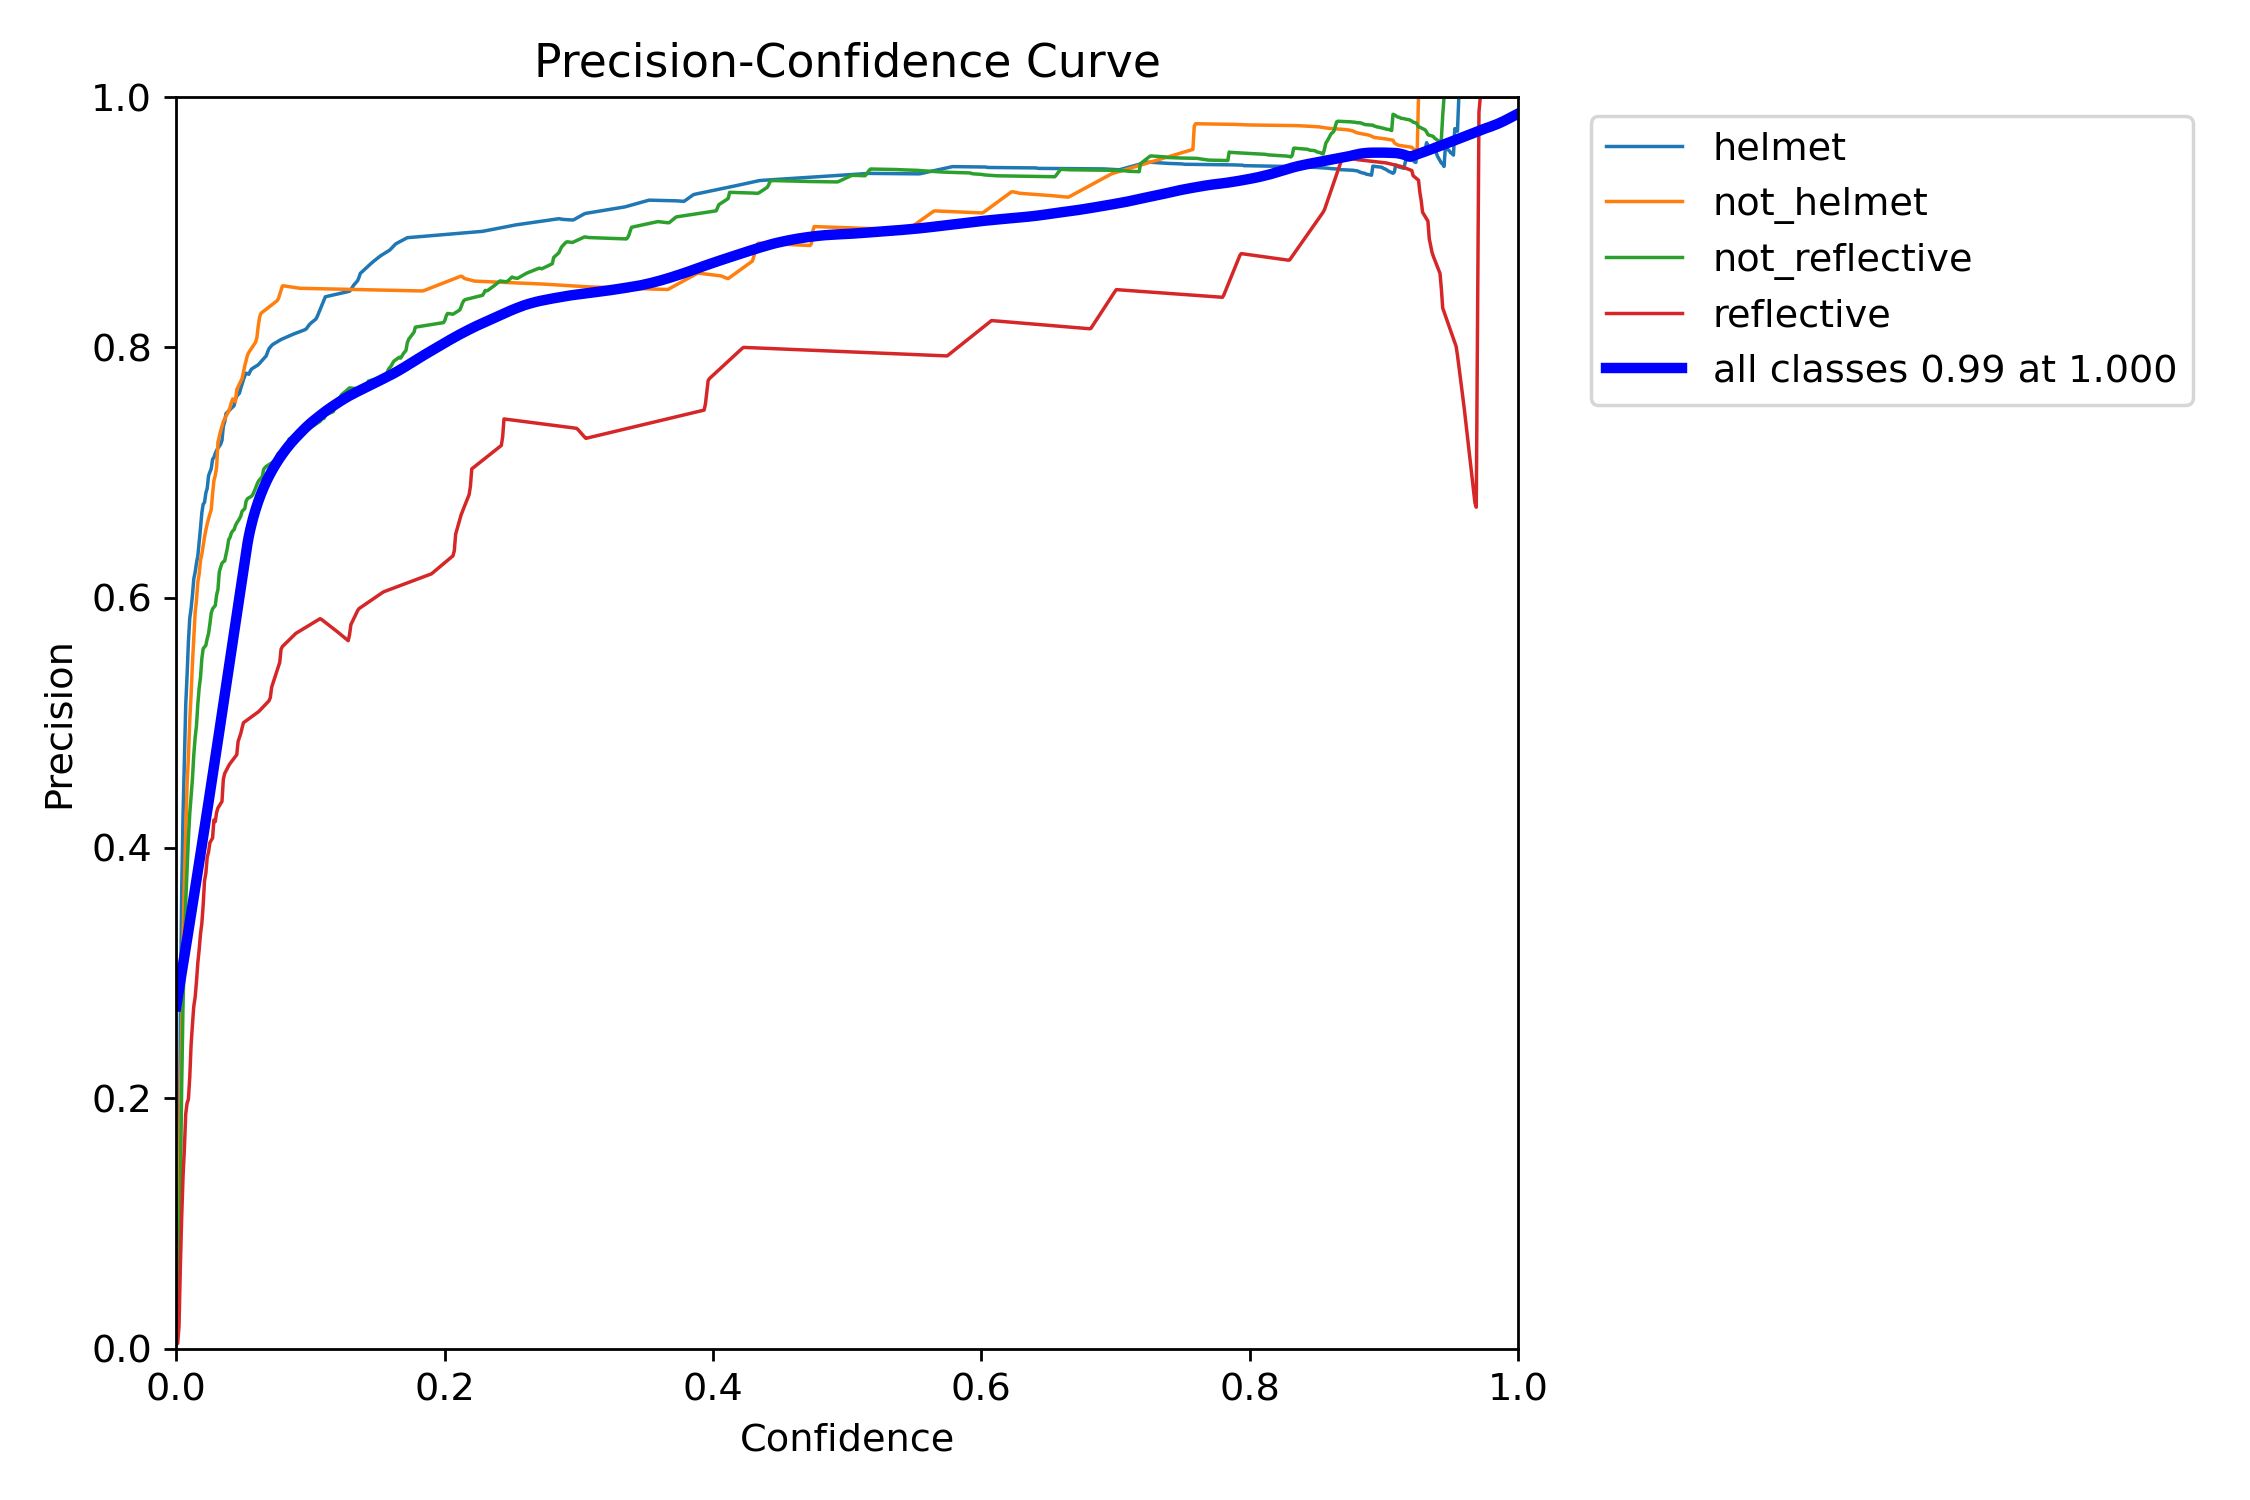 Precision-Confidence Curve
1.0
0.8
0.6
0.4
0.2
0.0
Precision
0.0 0.2 0.4 0.6 0.8 1.0
Confidence
helmet
not_helmet
not_reflective
reflective
all classes 0.99 at 1.000